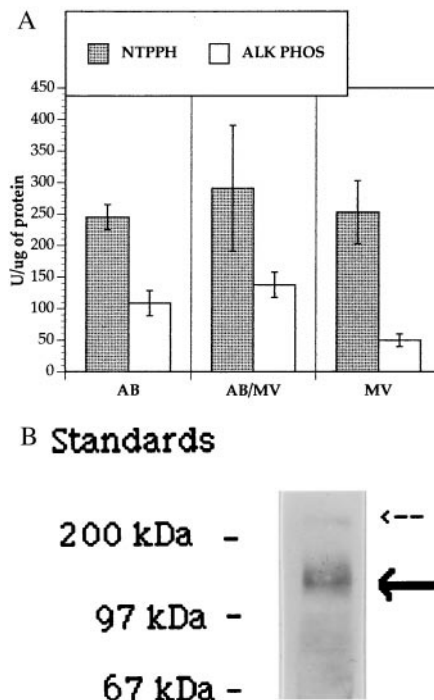 A
NTPPH ALK PHOS
450
400
350
300
250
200
150
100
50
0
U/ug of protein
AB AB/MV MV
B Standards
200 kDa -
97 kDa -
67 kDa -